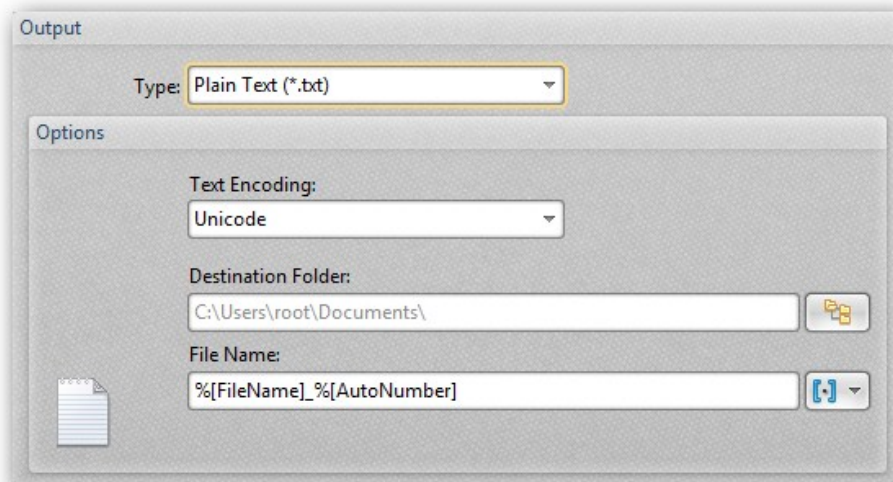 Output
Type: Plain Text (*.txt)
Options
Text Encoding:
Unicode
Destination Folder:
C:\Users\root\Documents\
File Name:
%[FileName]_%[AutoNumber]